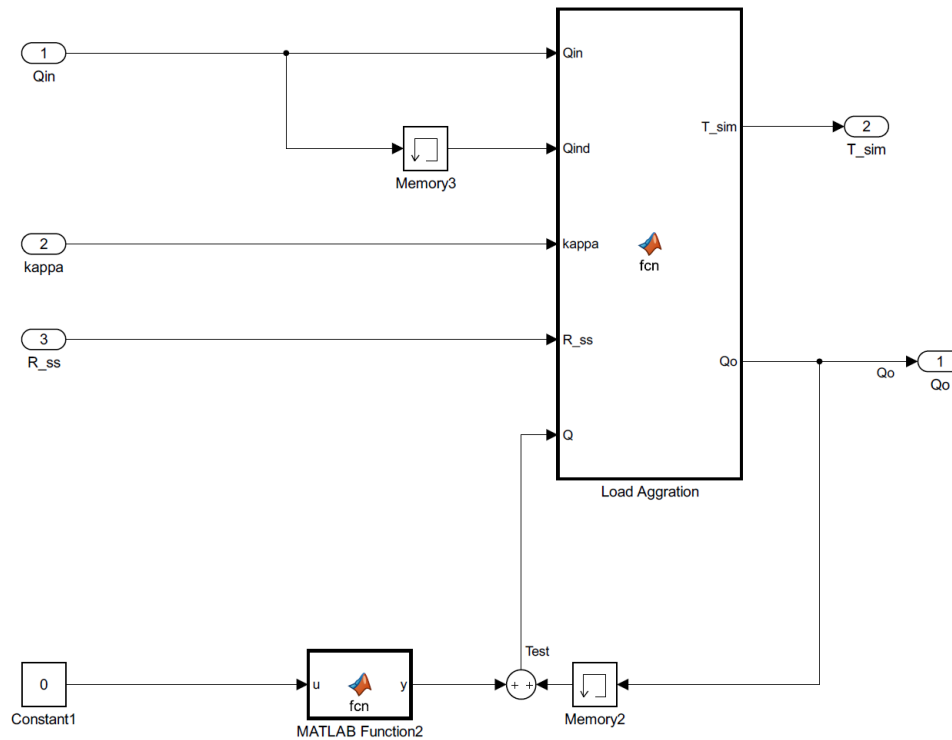 1
Qin
Qin
T_sim
2
T_sim
Qind
Memory3
2
kappa
kappa
fcn
3
R_ss
R_ss
Qo
Qo
1
Qo
Q
Load Aggration
Test
0
Constant1
u
fcn
y
MATLAB Function2
+ +
Memory2